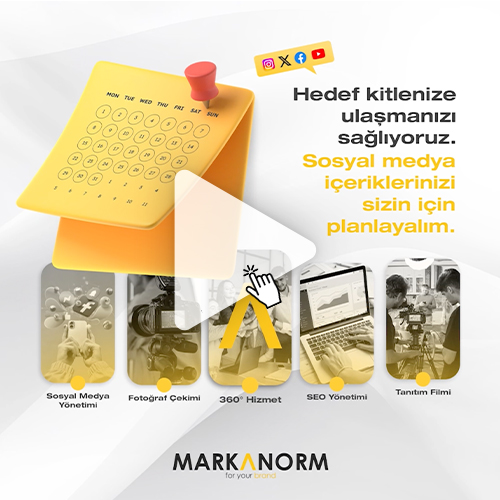 Hedef kitlenize
ulaşmanızı
sağlıyoruz.
Sosyal medya
içeriklerinizi
sizin için
planlayalım.
MON TUE WED THU FRI SAT SUN
Sosyal Medya
Yönetimi
Fotoğraf Çekimi
360° Hizmet
SEO Yönetimi
Tanıtım Filmi
MARKANORM
for your brand